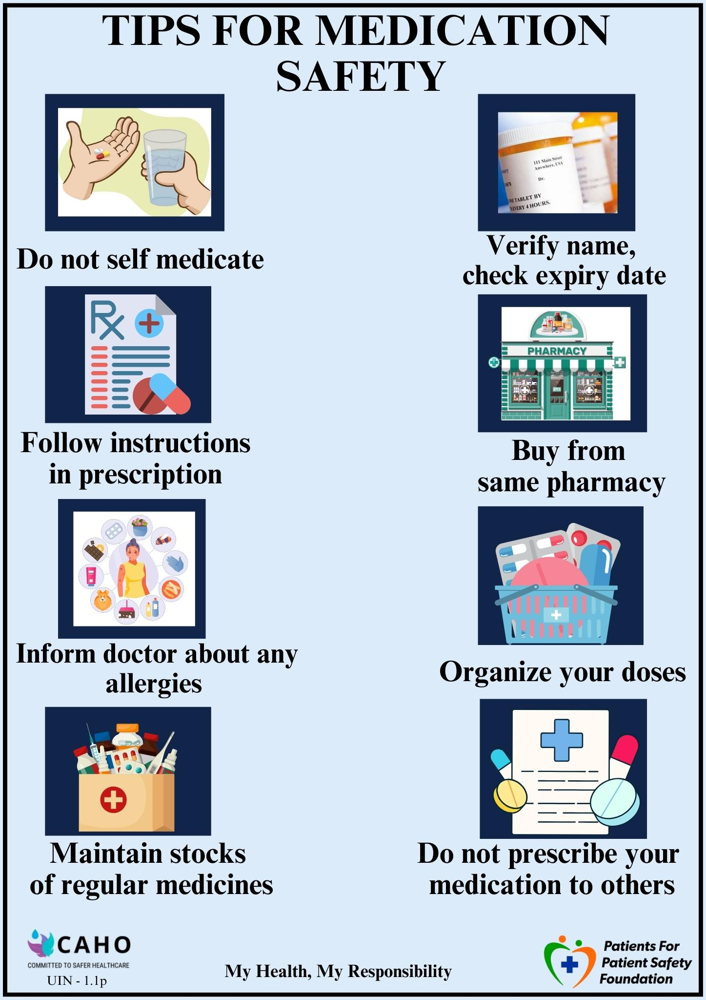 TIPS FOR MEDICATION
SAFETY
111 Main Street
Anywhere, USA
Dr.
TABLET BY
EVERY 4 HOURS.
Do not self medicate
Verify name,
check expiry date
Rx
PHARMACY
OPEN
Follow instructions
in prescription
Buy from
same pharmacy
Inform doctor about any
allergies
Organize your doses
Maintain stocks
of regular medicines
Do not prescribe your
medication to others
CAHO
COMMITTED TO SAFER HEALTHCARE
UIN - 1.1p
My Health, My Responsibility
Patients For
Patient Safety
Foundation